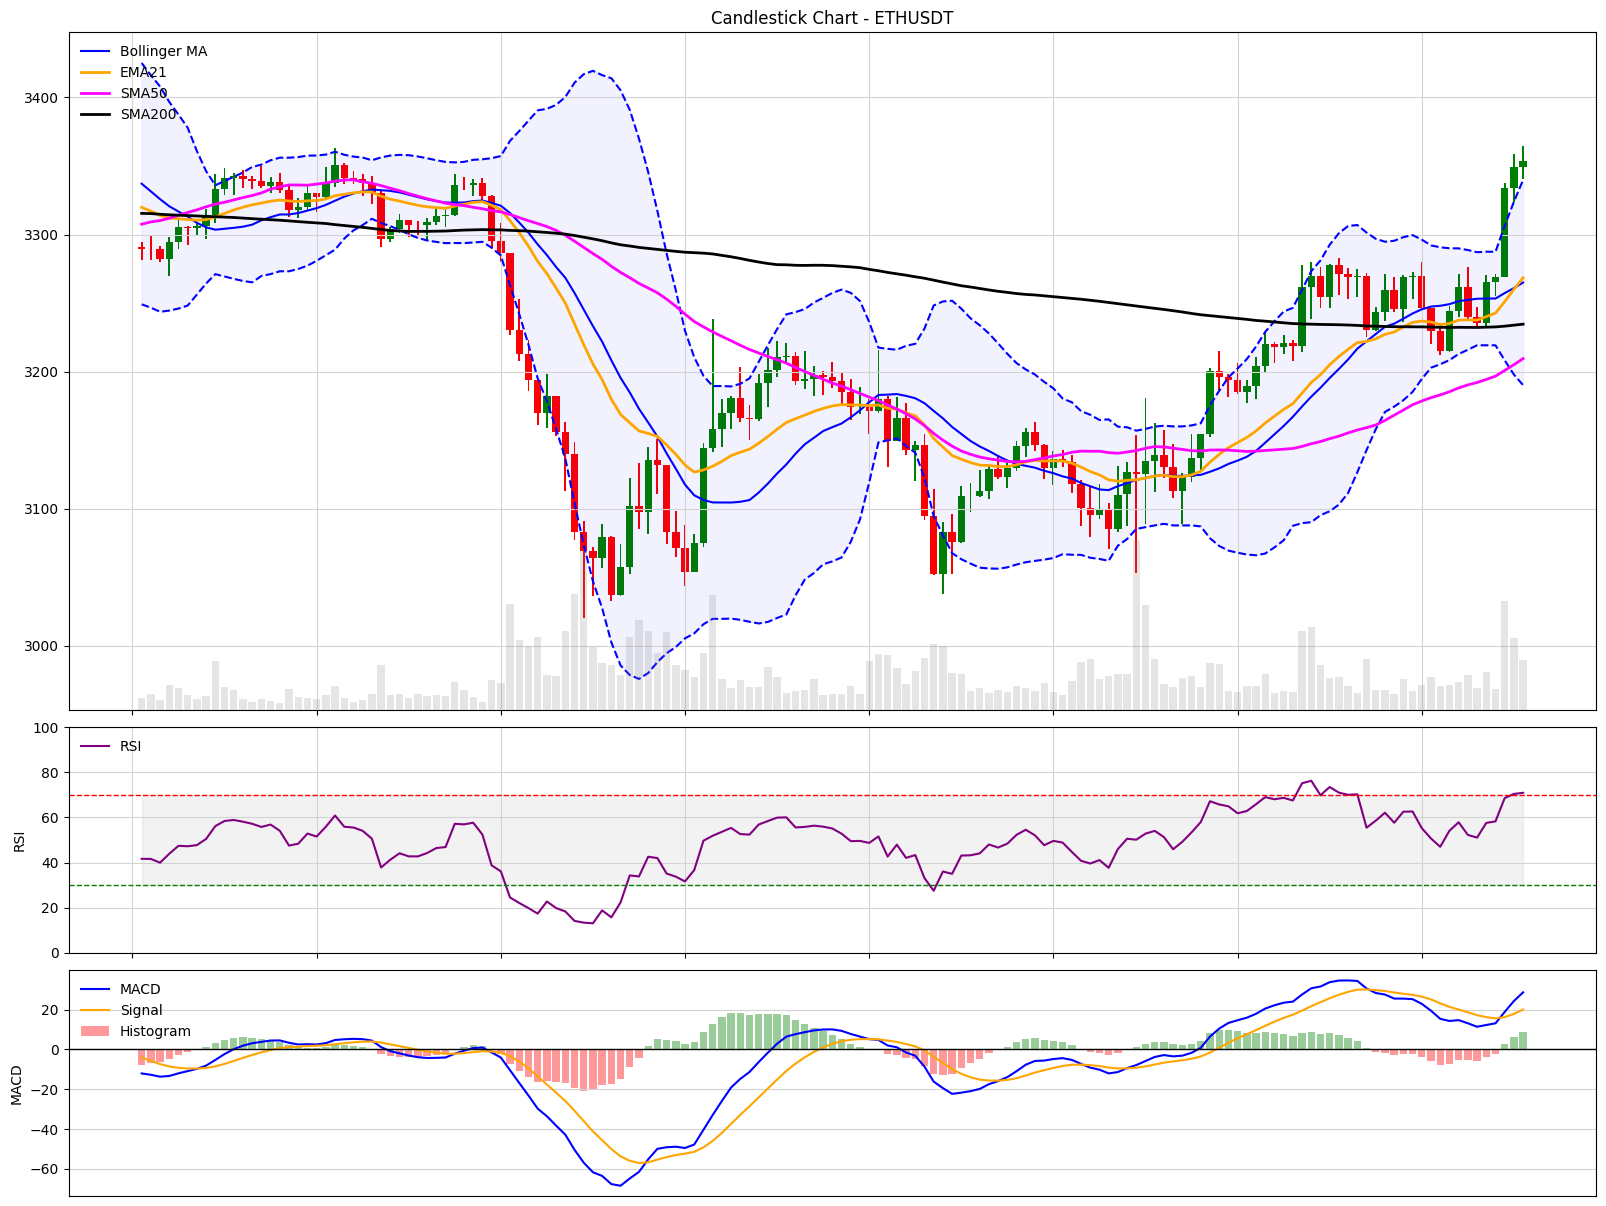 Candlestick Chart - ETHUSDT
Bollinger MA
EMA21
SMA50
SMA200
3400
3300
3200
3100
3000
RSI
100
80
60
40
20
0
RSI
MACD
Signal
Histogram
20
0
−20
−40
−60
MACD